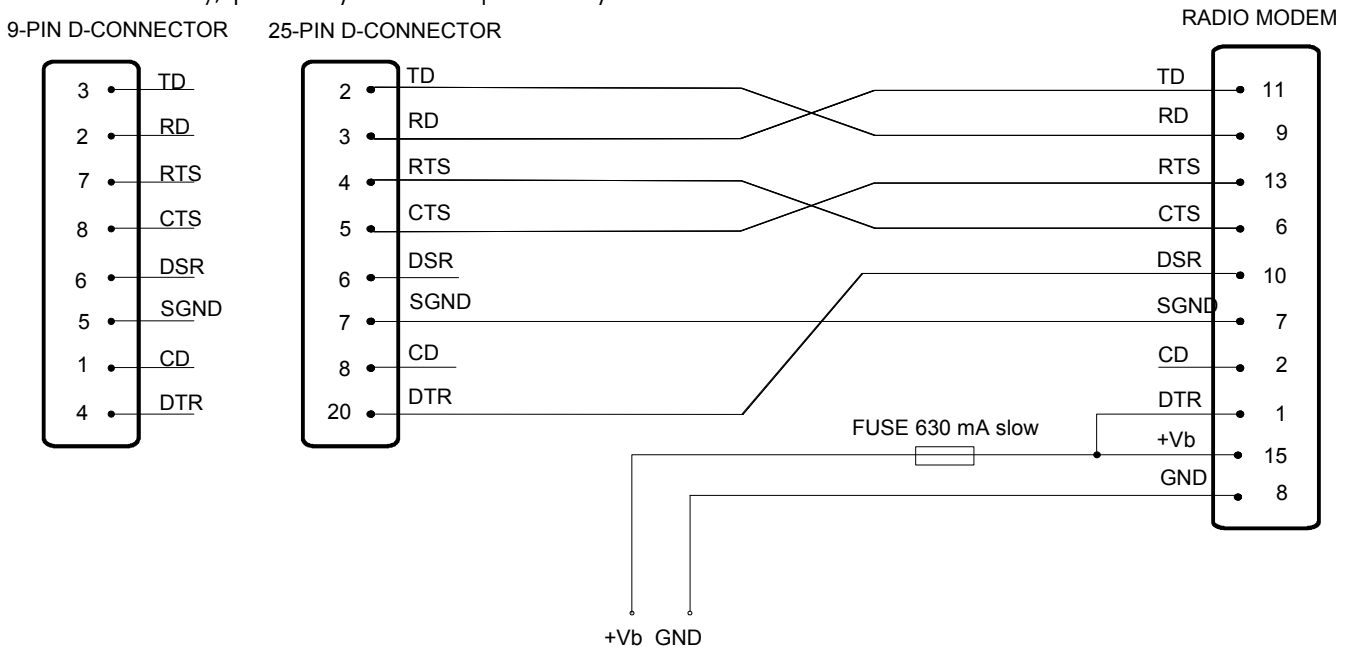 9-PIN D-CONNECTOR 25-PIN D-CONNECTOR RADIO MODEM
3 TD 2 TD TD 11
2 RD 3 RD RD 9
7 RTS 4 RTS RTS 13
8 CTS 5 CTS CTS 6
6 DSR 6 DSR DSR 10
5 SGND 7 SGND SGND 7
1 CD 8 CD CD 2
4 DTR 20 DTR DTR 1
FUSE 630 mA slow +Vb 15
GND 8
+Vb GND